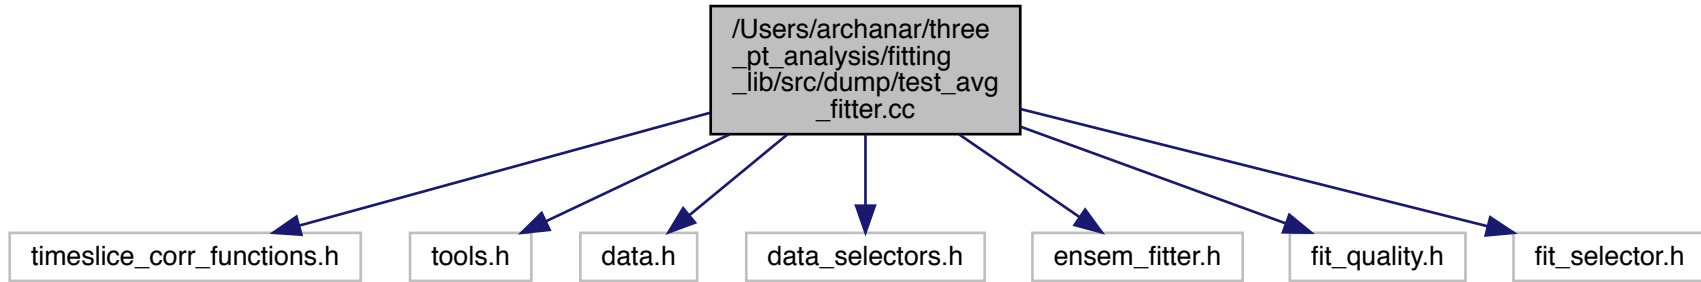 /Users/archanar/three
_pt_analysis/fitting
_lib/src/dump/test_avg
_fitter.cc
timeslice_corr_functions.h
tools.h
data.h
data_selectors.h
ensem_fitter.h
fit_quality.h
fit_selector.h